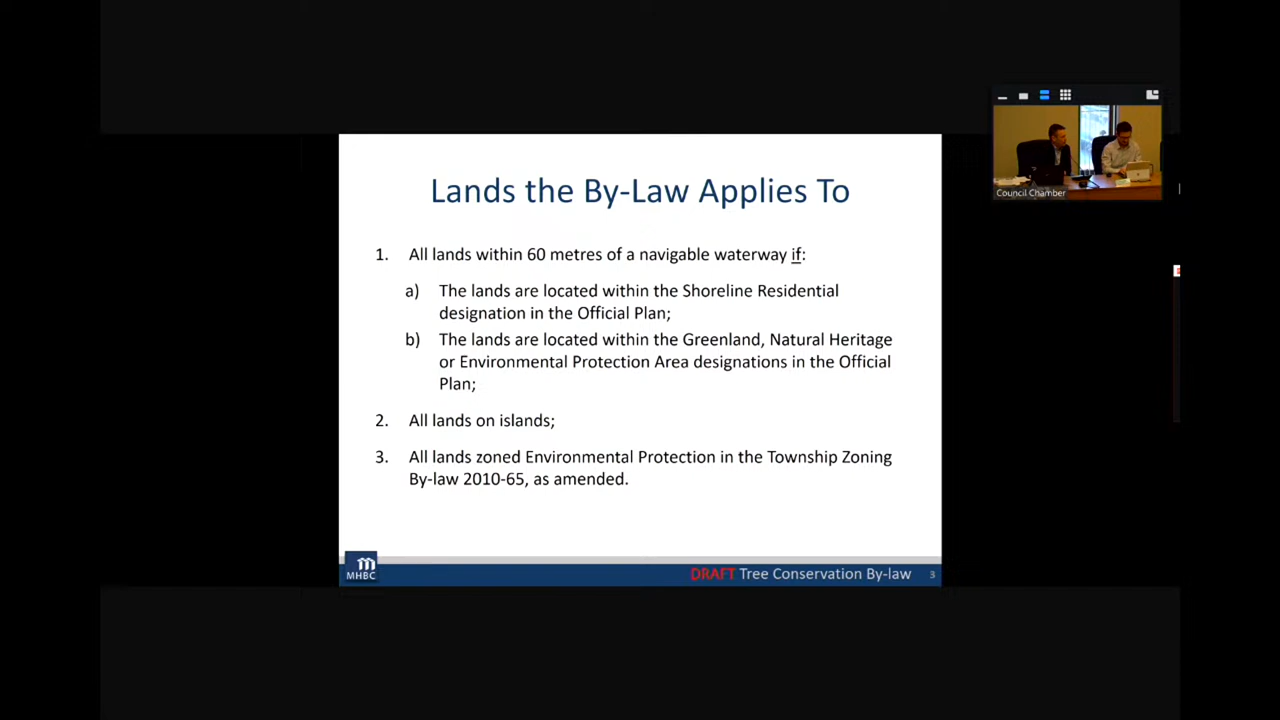 Council Chamber
Lands the By-Law Applies To
1. All lands within 60 metres of a navigable waterway if:
a) The lands are located within the Shoreline Residential
designation in the Official Plan;
b) The lands are located within the Greenland, Natural Heritage
or Environmental Protection Area designations in the Official
Plan;
2. All lands on islands;
3. All lands zoned Environmental Protection in the Township Zoning
By-law 2010-65, as amended.
MHBC
DRAFT Tree Conservation By-law 3